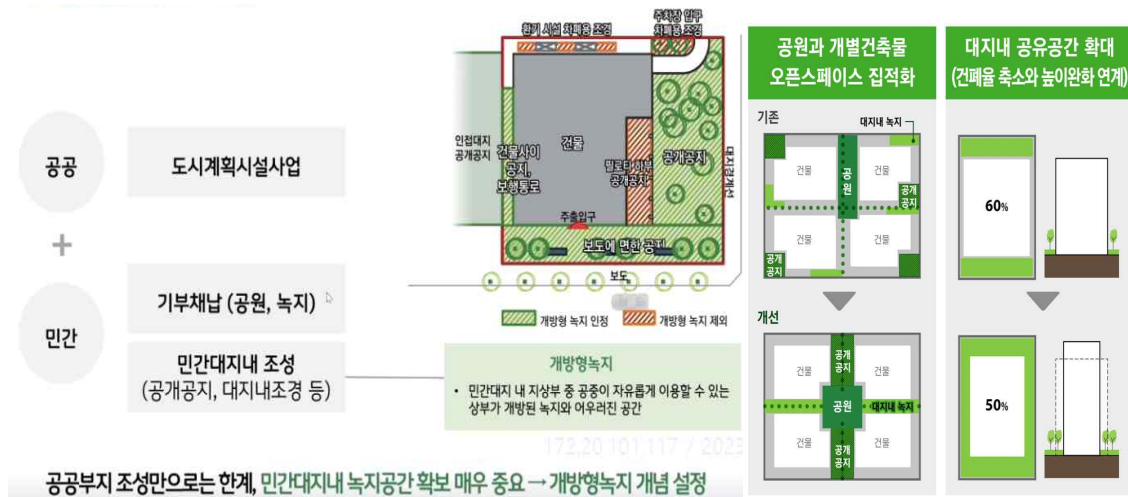 공공
+
민간
도시계획시설사업
기부채납 (공원, 녹지)
민간대지내 조성
(공개공지, 대지내조경 등)
환기 시설 차폐용 조경
주차장 입구
차폐용 조경
인접대지
공개공지
건물사이
공지,
보행통로
건물
필로티 하부
공개공지
공개공지
대지경계선
주출입구
보도에 면한 공지
보도
개방형 녹지 인정
개방형 녹지 제외
개방형녹지
• 민간대지 내 지상부 중 공중이 자유롭게 이용할 수 있는
상부가 개방된 녹지와 어우러진 공간
172.20.101.117 / 2023
공공부지 조성만으로는 한계, 민간대지내 녹지공간 확보 매우 중요 → 개방형녹지 개념 설정
공원과 개별건축물
오픈스페이스 집적화
기존
대지내 녹지
건물
공원
건물
공개
공지
건물
건물
공개
공지
개선
건물
공개
공지
건물
공원
대지내 녹지
건물
공개
공지
건물
대지내 공유공간 확대
(건폐율 축소와 높이완화 연계)
60%
50%